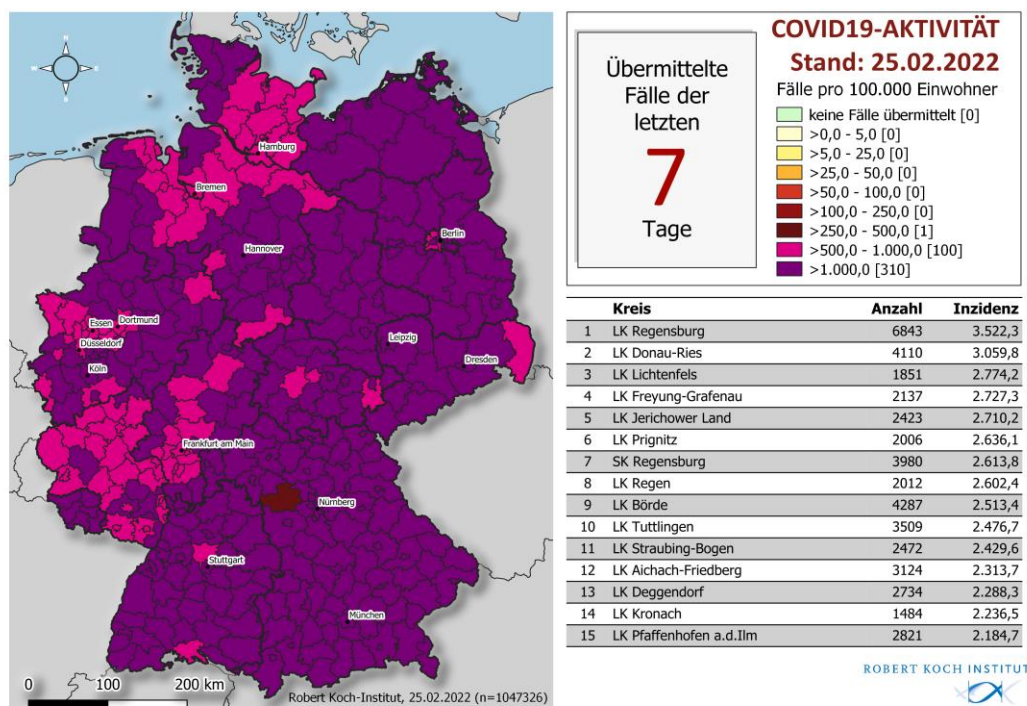 N
W
S
Hamburg
Bremen
Berlin
Hannover
Essen
Dortmund
Düsseldorf
Köln
Leipzig
Dresden
Frankfurt am Main
Nürnberg
Stuttgart
München
0 100 200 km
Robert Koch-Institut, 25.02.2022 (n=1047326)
Übermittelte
Fälle der
letzten
7
Tage
COVID19-AKTIVITÄT
Stand: 25.02.2022
Fälle pro 100.000 Einwohner
keine Fälle übermittelt [0]
>0,0 - 5,0 [0]
>5,0 - 25,0 [0]
>25,0 - 50,0 [0]
>50,0 - 100,0 [0]
>100,0 - 250,0 [0]
>250,0 - 500,0 [1]
>500,0 - 1.000,0 [100]
>1.000,0 [310]
Kreis Anzahl Inzidenz
1 LK Regensburg 6843 3.522,3
2 LK Donau-Ries 4110 3.059,8
3 LK Lichtenfels 1851 2.774,2
4 LK Freyung-Grafenau 2137 2.727,3
5 LK Jerichower Land 2423 2.710,2
6 LK Prignitz 2006 2.636,1
7 SK Regensburg 3980 2.613,8
8 LK Regen 2012 2.602,4
9 LK Börde 4287 2.513,4
10 LK Tuttlingen 3509 2.476,7
11 LK Straubing-Bogen 2472 2.429,6
12 LK Aichach-Friedberg 3124 2.313,7
13 LK Deggendorf 2734 2.288,3
14 LK Kronach 1484 2.236,5
15 LK Pfaffenhofen a.d.Ilm 2821 2.184,7
ROBERT KOCH INSTITUT